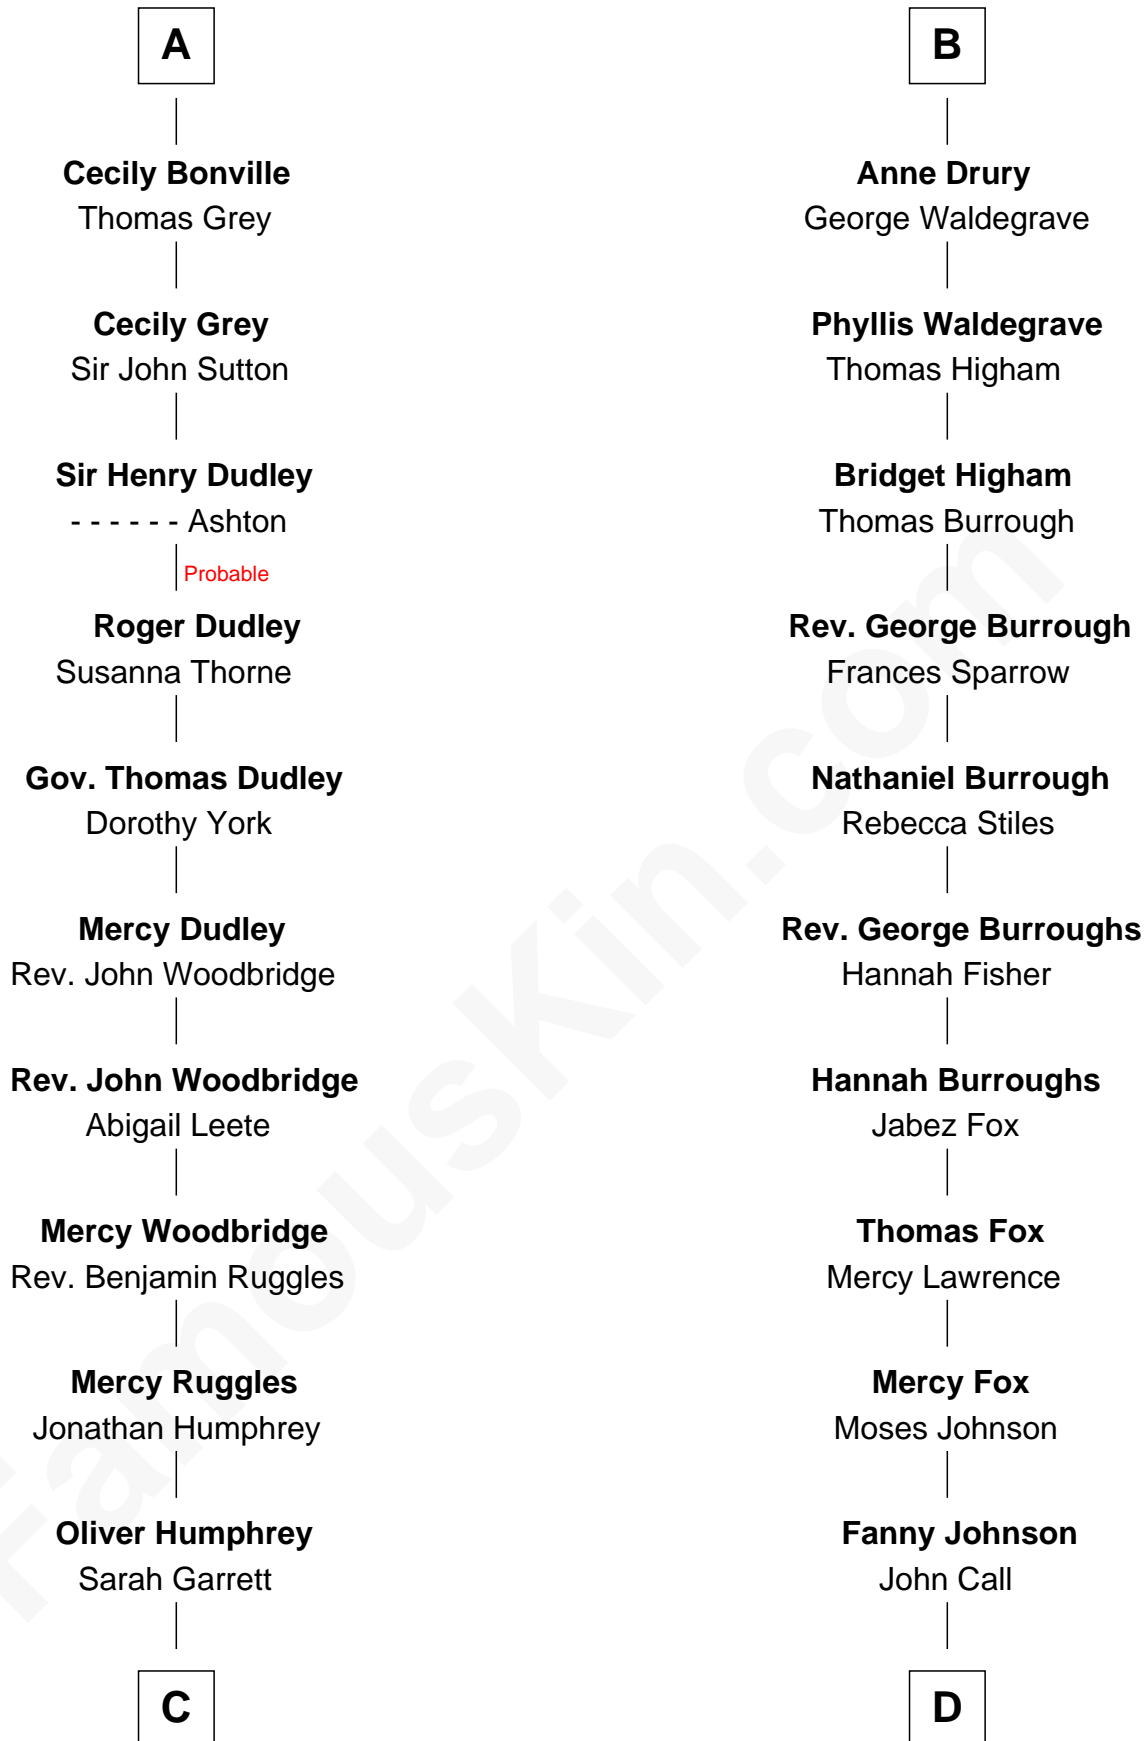 A
Cecily Bonville
Thomas Grey
Cecily Grey
Sir John Sutton
Sir Henry Dudley
- - - - - - Ashton
Probable
Roger Dudley
Susanna Thorne
Gov. Thomas Dudley
Dorothy York
Mercy Dudley
Rev. John Woodbridge
Rev. John Woodbridge
Abigail Leete
Mercy Woodbridge
Rev. Benjamin Ruggles
Mercy Ruggles
Jonathan Humphrey
Oliver Humphrey
Sarah Garrett
C
B
Anne Drury
George Waldegrave
Phyllis Waldegrave
Thomas Higham
Bridget Higham
Thomas Burrough
Rev. George Burrough
Frances Sparrow
Nathaniel Burrough
Rebecca Stiles
Rev. George Burroughs
Hannah Fisher
Hannah Burroughs
Jabez Fox
Thomas Fox
Mercy Lawrence
Mercy Fox
Moses Johnson
Fanny Johnson
John Call
D
FamousKin.com